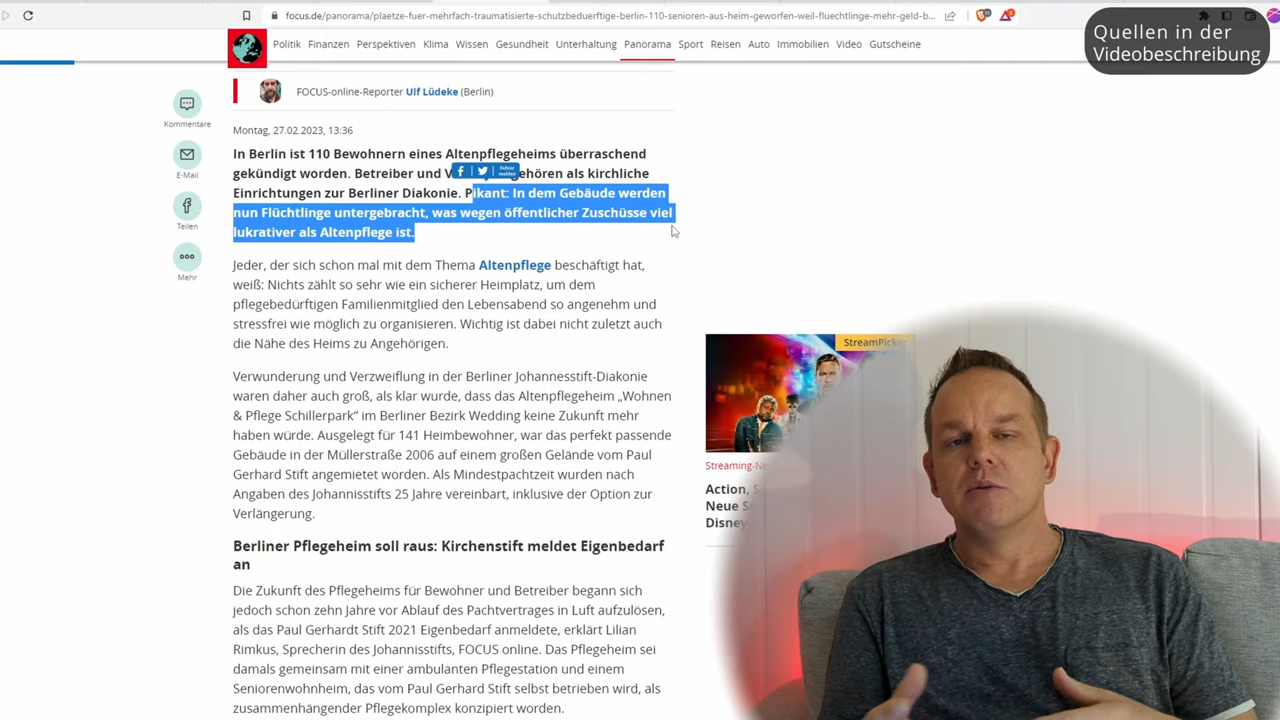 focus.de/panorama/plaetze-fuer-mehrfach-traumatisierte-schutzbeduerftige-berlin-110-senioren-aus-heim-geworfen-weil-fluechtlinge-mehr-geld-b...
Quellen in der
Videobeschreibung
Politik Finanzen Perspektiven Klima Wissen Gesundheit Unterhaltung Panorama Sport Reisen Auto Immobilien Video Gutscheine
FOCUS-online-Reporter Ulf Lüdeke (Berlin)
Kommentare
E-Mail
Teilen
Mehr
Montag, 27.02.2023, 13:36
In Berlin ist 110 Bewohnern eines Altenpflegeheims überraschend
gekündigt worden. Betreiber und gehören als kirchliche
Fehler
melden
Einrichtungen zur Berliner Diakonie. Pikant: In dem Gebäude werden
nun Flüchtlinge untergebracht, was wegen öffentlicher Zuschüsse viel
lukrativer als Altenpflege ist.
Jeder, der sich schon mal mit dem Thema Altenpflege beschäftigt hat,
weiß: Nichts zählt so sehr wie ein sicherer Heimplatz, um dem
pflegebedürftigen Familienmitglied den Lebensabend so angenehm und
stressfrei wie möglich zu organisieren. Wichtig ist dabei nicht zuletzt auch
die Nähe des Heims zu Angehörigen.
Verwunderung und Verzweiflung in der Berliner Johannesstift-Diakonie
waren daher auch groß, als klar wurde, dass das Altenpflegeheim „Wohnen
& Pflege Schillerpark“ im Berliner Bezirk Wedding keine Zukunft mehr
haben würde. Ausgelegt für 141 Heimbewohner, war das perfekt passende
Gebäude in der Müllerstraße 2006 auf einem großen Gelände vom Paul
Gerhard Stift angemietet worden. Als Mindestpachtzeit wurden nach
Angaben des Johannisstifts 25 Jahre vereinbart, inklusive der Option zur
Verlängerung.
Berliner Pflegeheim soll raus: Kirchenstift meldet Eigenbedarf
an
Die Zukunft des Pflegeheims für Bewohner und Betreiber begann sich
jedoch schon zehn Jahre vor Ablauf des Pachtvertrages in Luft aufzulösen,
als das Paul Gerhardt Stift 2021 Eigenbedarf anmeldete, erklärt Lilian
Rimkus, Sprecherin des Johannisstifts, FOCUS online. Das Pflegeheim sei
damals gemeinsam mit einer ambulanten Pflegestation und einem
Seniorenwohnheim, das vom Paul Gerhard Stift selbst betrieben wird, als
zusammenhängender Pflegekomplex konzipiert worden.
StreamPicker
Action,
Neue
Disney